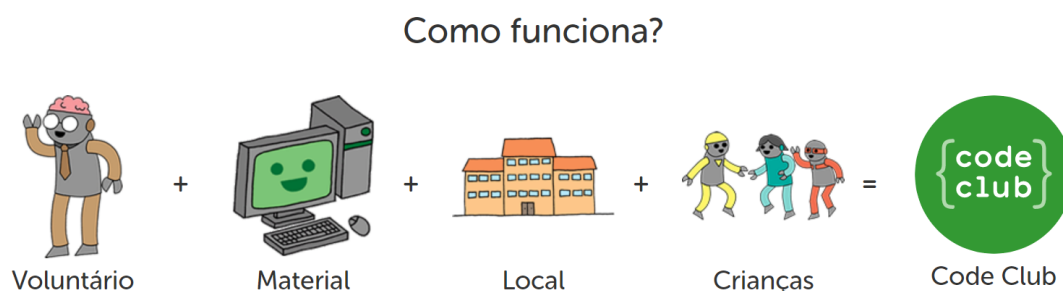 Como funciona?
+ + + =
{code
club}
Voluntário Material Local Crianças Code Club